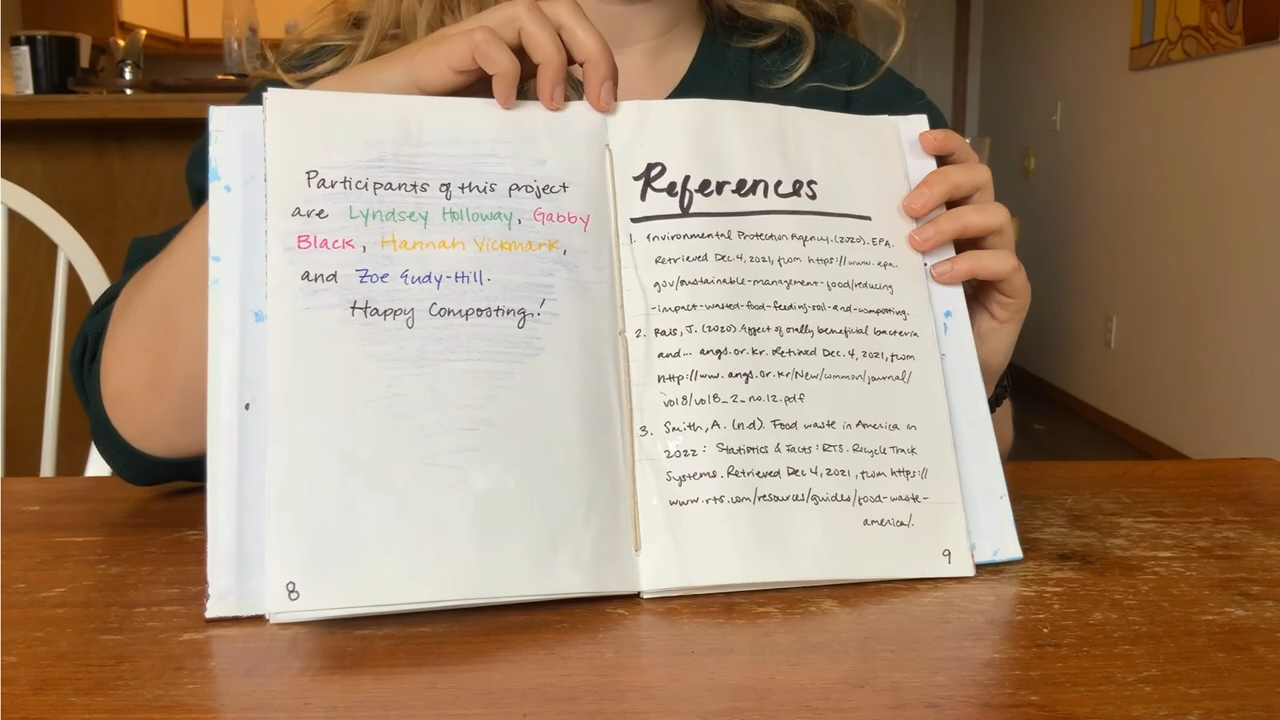 Participants of this project
are Lyndsey Holloway, Gabby
Black, Hannah Vickmark,
and Zoe Eudy-Hill.
Happy Composting!
8
References
1. Environmental Protection Agency. (2020). EPA.
Retrieved Dec. 4, 2021, from https://www.epa.
gov/sustainable-management-food/reducing
-impact-wasted-food-feeding-soil-and-composting.
2. Rais, J. (2020). Effect of orally beneficial bacteria
and... angs.or.kr. Retrived Dec. 4, 2021, from
http://www.angs.or.kr/New/common/journal/
vol8/vol8_2_no.12.pdf
3. Smith, A. (n.d). Food waste in America in
2022: Statistics & Facts: RTS. Recycle Track
Systems. Retrieved Dec 4, 2021, from https://
www.rts.com/resources/guides/food-waste-
america/.
9